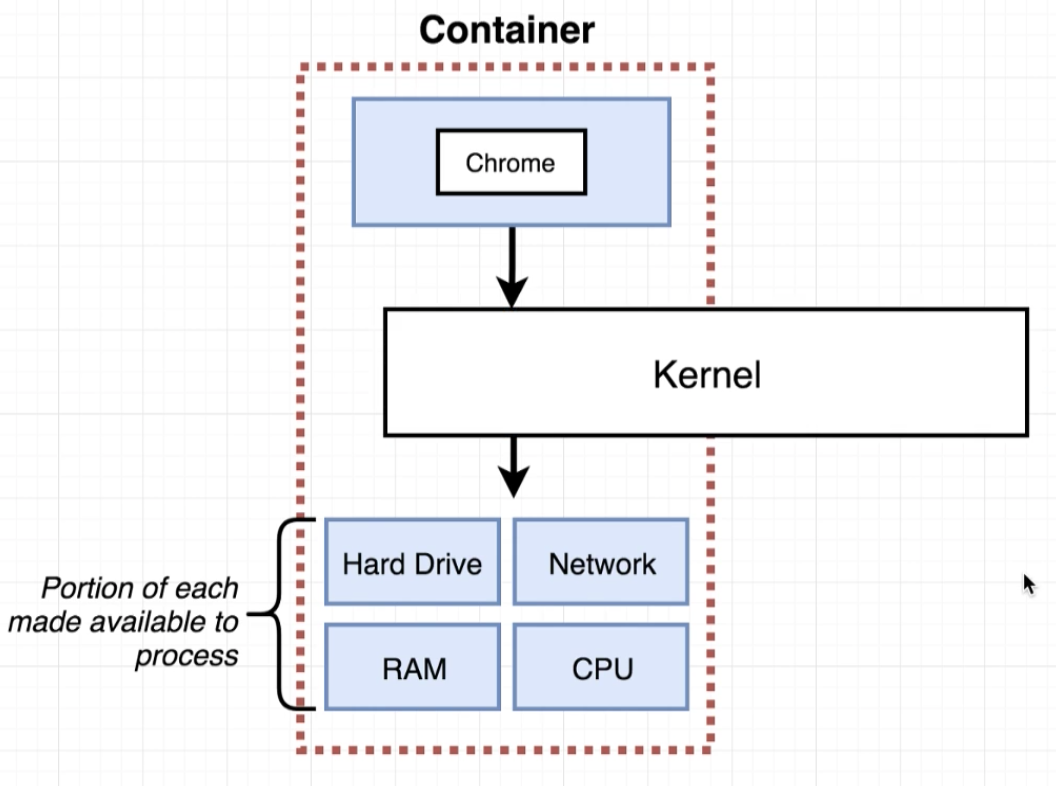 Container
Chrome
Kernel
Hard Drive
Network
Portion of each
made available to
process
RAM
CPU